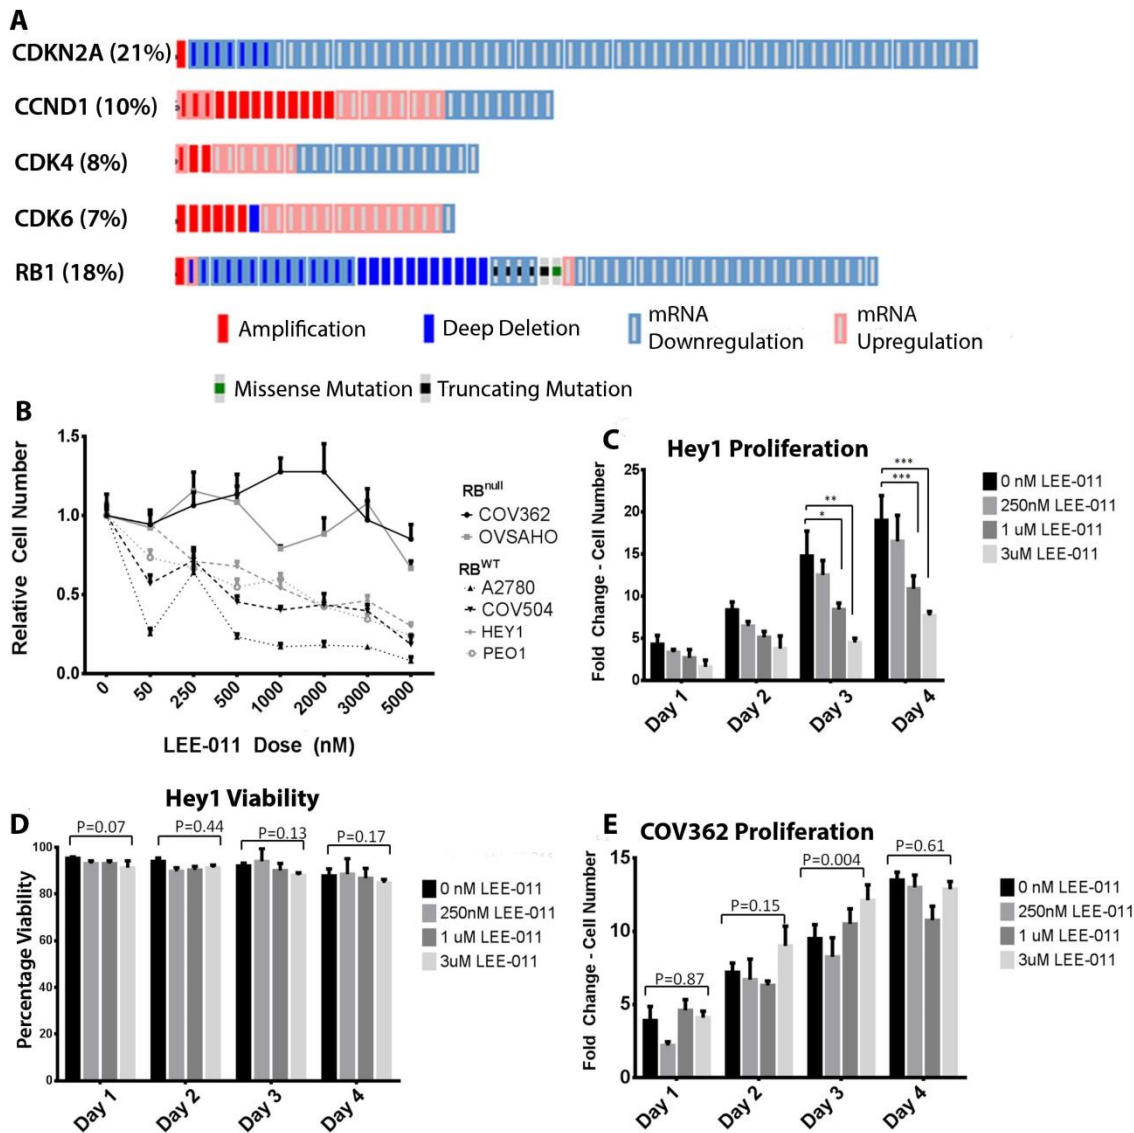 A
CDKN2A (21%)
CCND1 (10%)
CDK4 (8%)
CDK6 (7%)
RB1 (18%)
Amplification
Deep Deletion
mRNA
Downregulation
mRNA
Upregulation
Missense Mutation
Truncating Mutation
B
Relative Cell Number
1.5
1.0
0.5
0.0
0
50
250
500
1000
2000
3000
5000
LEE-011 Dose (nM)
RBnull
COV362
OVSAHO
RBWT
A2780
COV504
HEY1
PEO1
C
Hey1 Proliferation
Fold Change - Cell Number
25
20
15
10
5
0
***
***
**
*
Day 1
Day 2
Day 3
Day 4
0 nM LEE-011
250nM LEE-011
1 uM LEE-011
3uM LEE-011
D
Hey1 Viability
Percentage Viability
100
80
60
40
20
0
P=0.07
P=0.44
P=0.13
P=0.17
Day 1
Day 2
Day 3
Day 4
0 nM LEE-011
250nM LEE-011
1 uM LEE-011
3uM LEE-011
E
COV362 Proliferation
Fold Change - Cell Number
15
10
5
0
P=0.87
P=0.15
P=0.004
P=0.61
Day 1
Day 2
Day 3
Day 4
0 nM LEE-011
250nM LEE-011
1 uM LEE-011
3uM LEE-011